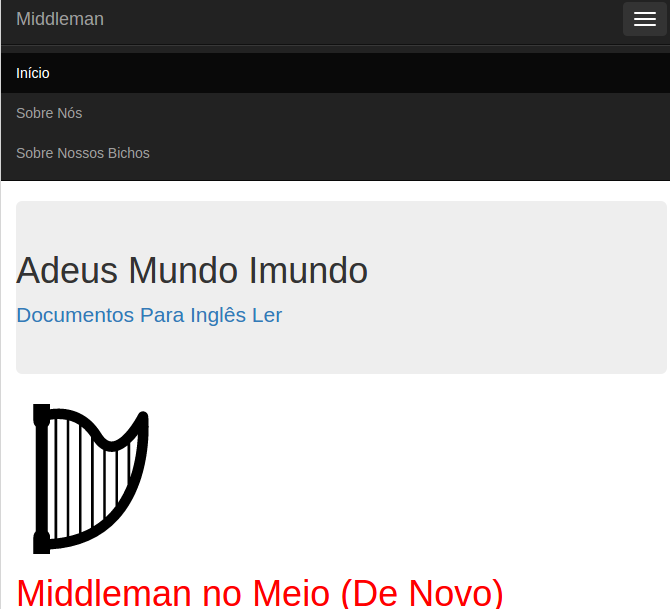 Middleman
Início
Sobre Nós
Sobre Nossos Bichos
Adeus Mundo Imundo
Documentos Para Inglês Ler
Middleman no Meio (De Novo)